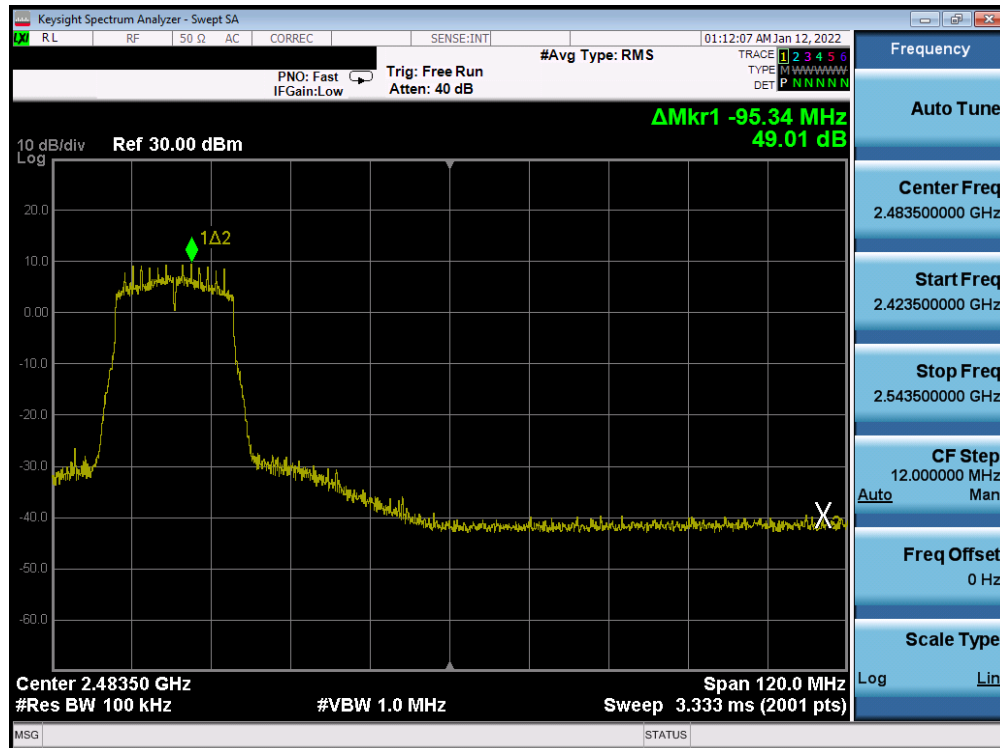 Keysight Spectrum Analyzer - Swept SA
LXI RL RF 50 Ω AC CORREC SENSE:INT 01:12:07 AM Jan 12, 2022
#Avg Type: RMS TRACE 1 2 3 4 5 6
PNO: Fast Trig: Free Run TYPE M WWWWW
IFGain:Low Atten: 40 dB DET P N N N N N
ΔMkr1 -95.34 MHz
49.01 dB
10 dB/div Ref 30.00 dBm
Log
1Δ2
20.0
10.0
0.00
-10.0
-20.0
-30.0
-40.0
X
-50.0
-60.0
Center 2.48350 GHz Span 120.0 MHz
#Res BW 100 kHz #VBW 1.0 MHz Sweep 3.333 ms (2001 pts)
MSG STATUS
Frequency
Auto Tune
Center Freq
2.483500000 GHz
Start Freq
2.423500000 GHz
Stop Freq
2.543500000 GHz
CF Step
12.000000 MHz
Auto Man
Freq Offset
0 Hz
Scale Type
Log Lin